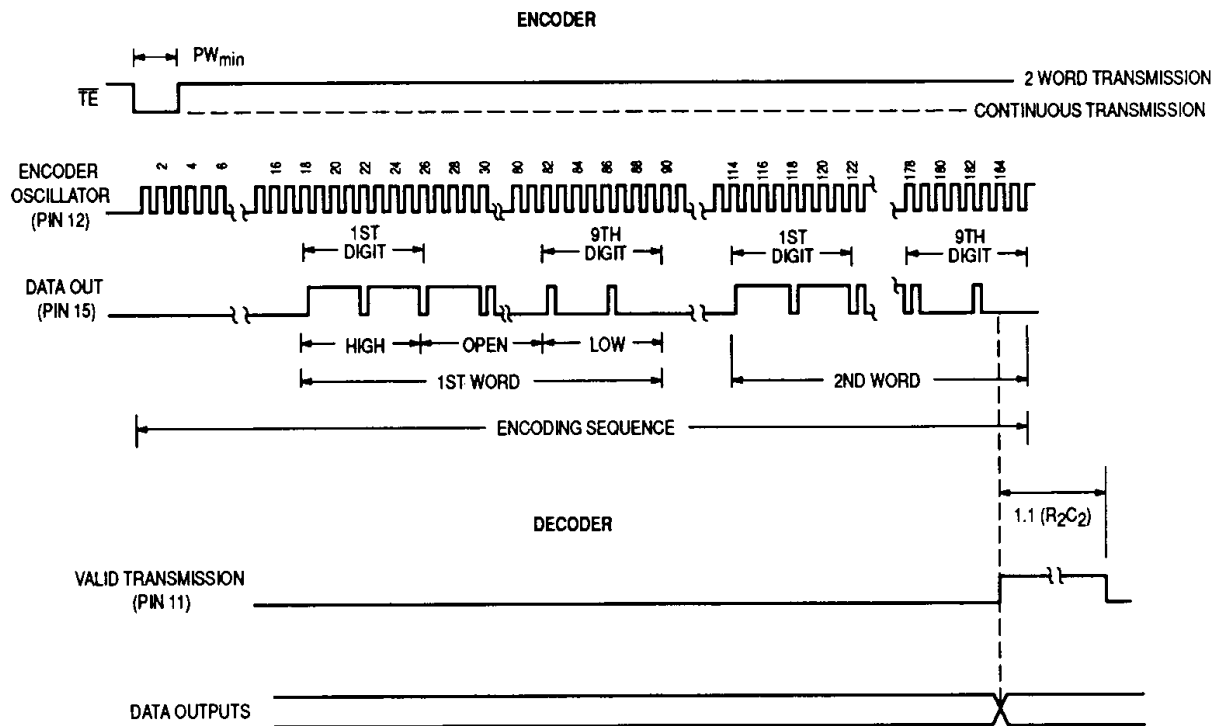 ENCODER
PWmin
TE
2 WORD TRANSMISSION
CONTINUOUS TRANSMISSION
ENCODER
OSCILLATOR
(PIN 12)
2 4 6 16 18 20 22 24 26 28 30 80 82 84 86 88 90 114 116 118 120 122 178 180 182 184
1ST
DIGIT
9TH
DIGIT
1ST
DIGIT
9TH
DIGIT
DATA OUT
(PIN 15)
HIGH OPEN LOW
1ST WORD
2ND WORD
ENCODING SEQUENCE
DECODER
1.1 (R2C2)
VALID TRANSMISSION
(PIN 11)
DATA OUTPUTS